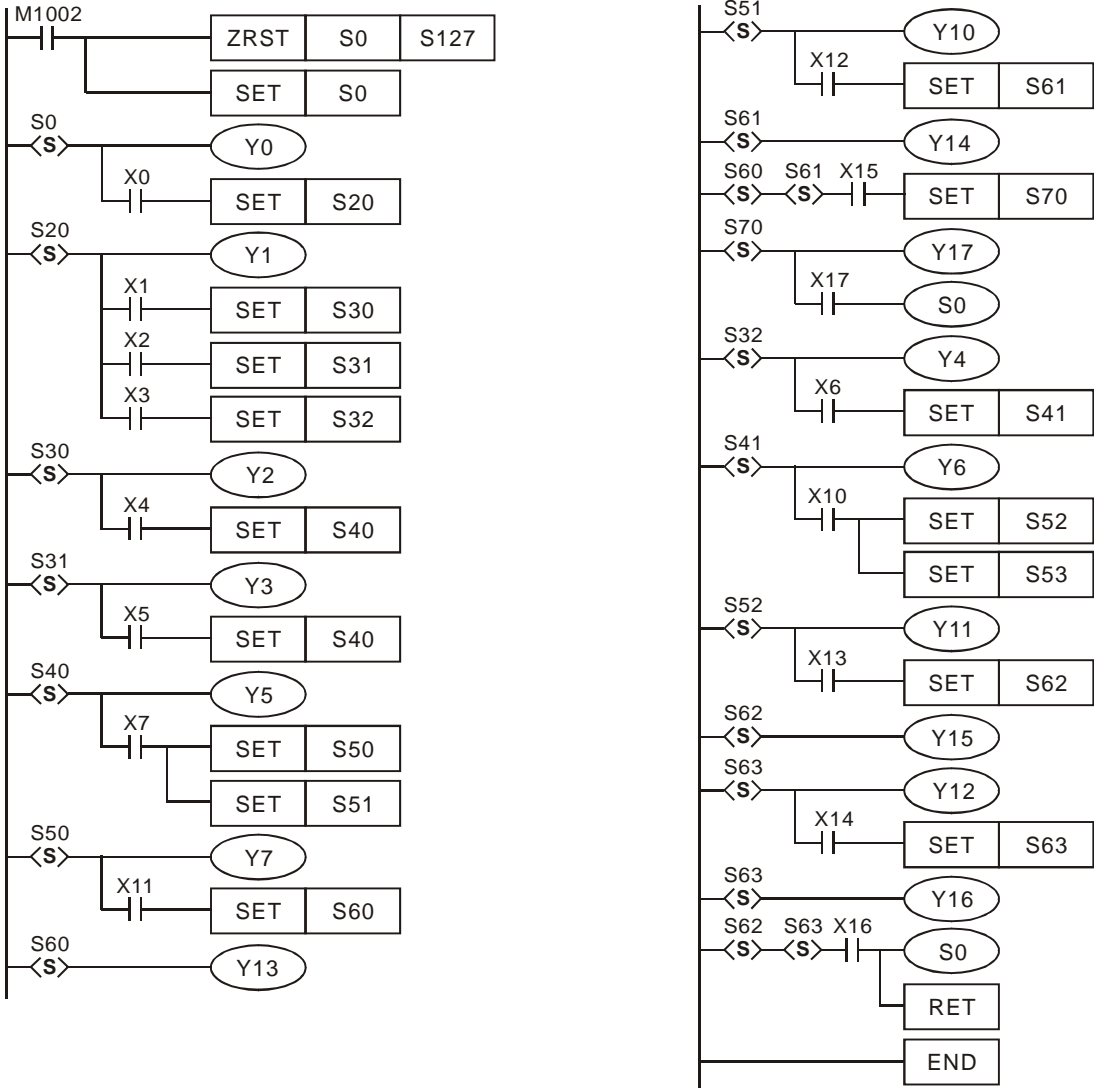 M1002
ZRST S0 S127
SET S0
S0
S Y0
X0
SET S20
S20
S Y1
X1
SET S30
X2
SET S31
X3
SET S32
S30
S Y2
X4
SET S40
S31
S Y3
X5
SET S40
S40
S Y5
X7
SET S50
SET S51
S50
S Y7
X11
SET S60
S60
S Y13
S51
S Y10
X12
SET S61
S61
S Y14
S60 S61 X15
S S SET S70
S70
S Y17
X17
S0
S32
S Y4
X6
SET S41
S41
S Y6
X10
SET S52
SET S53
S52
S Y11
X13
SET S62
S62
S Y15
S63
S Y12
X14
SET S63
S63
S Y16
S62 S63 X16
S S S0
RET
END